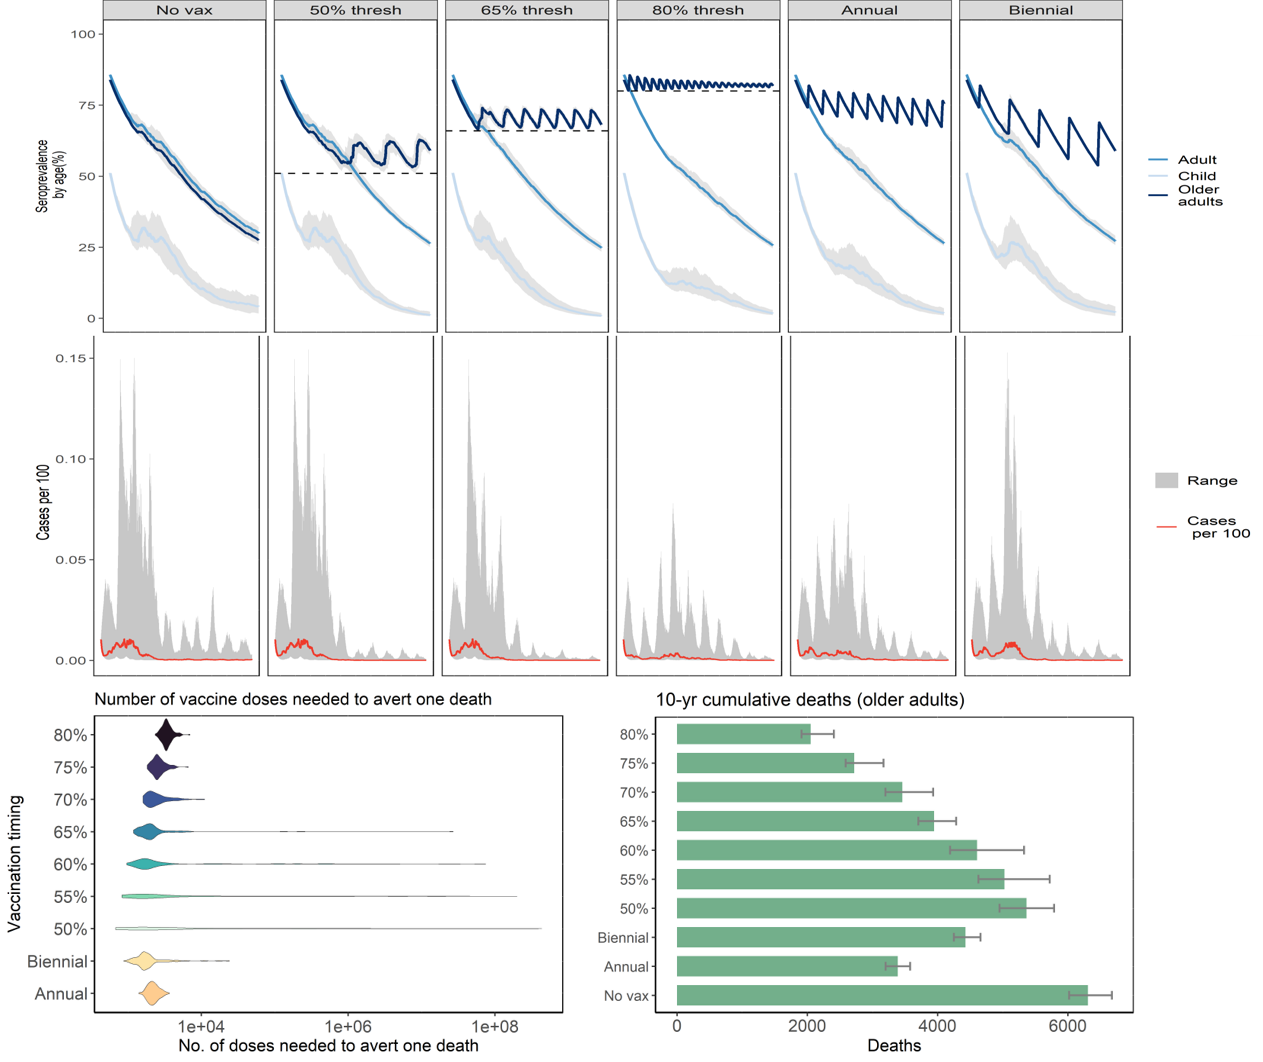 No vax
50% thresh
65% thresh
80% thresh
Annual
Biennial
100
75
50
25
0
Seroprevalence
by age(%)
Adult
Child
Older
adults
0.15
0.10
0.05
0.00
Cases per 100
Range
Cases
per 100
Number of vaccine doses needed to avert one death
80%
75%
70%
65%
60%
55%
50%
Biennial
Annual
Vaccination timing
1e+04
1e+06
1e+08
No. of doses needed to avert one death
10-yr cumulative deaths (older adults)
80%
75%
70%
65%
60%
55%
50%
Biennial
Annual
No vax
0
2000
4000
6000
Deaths